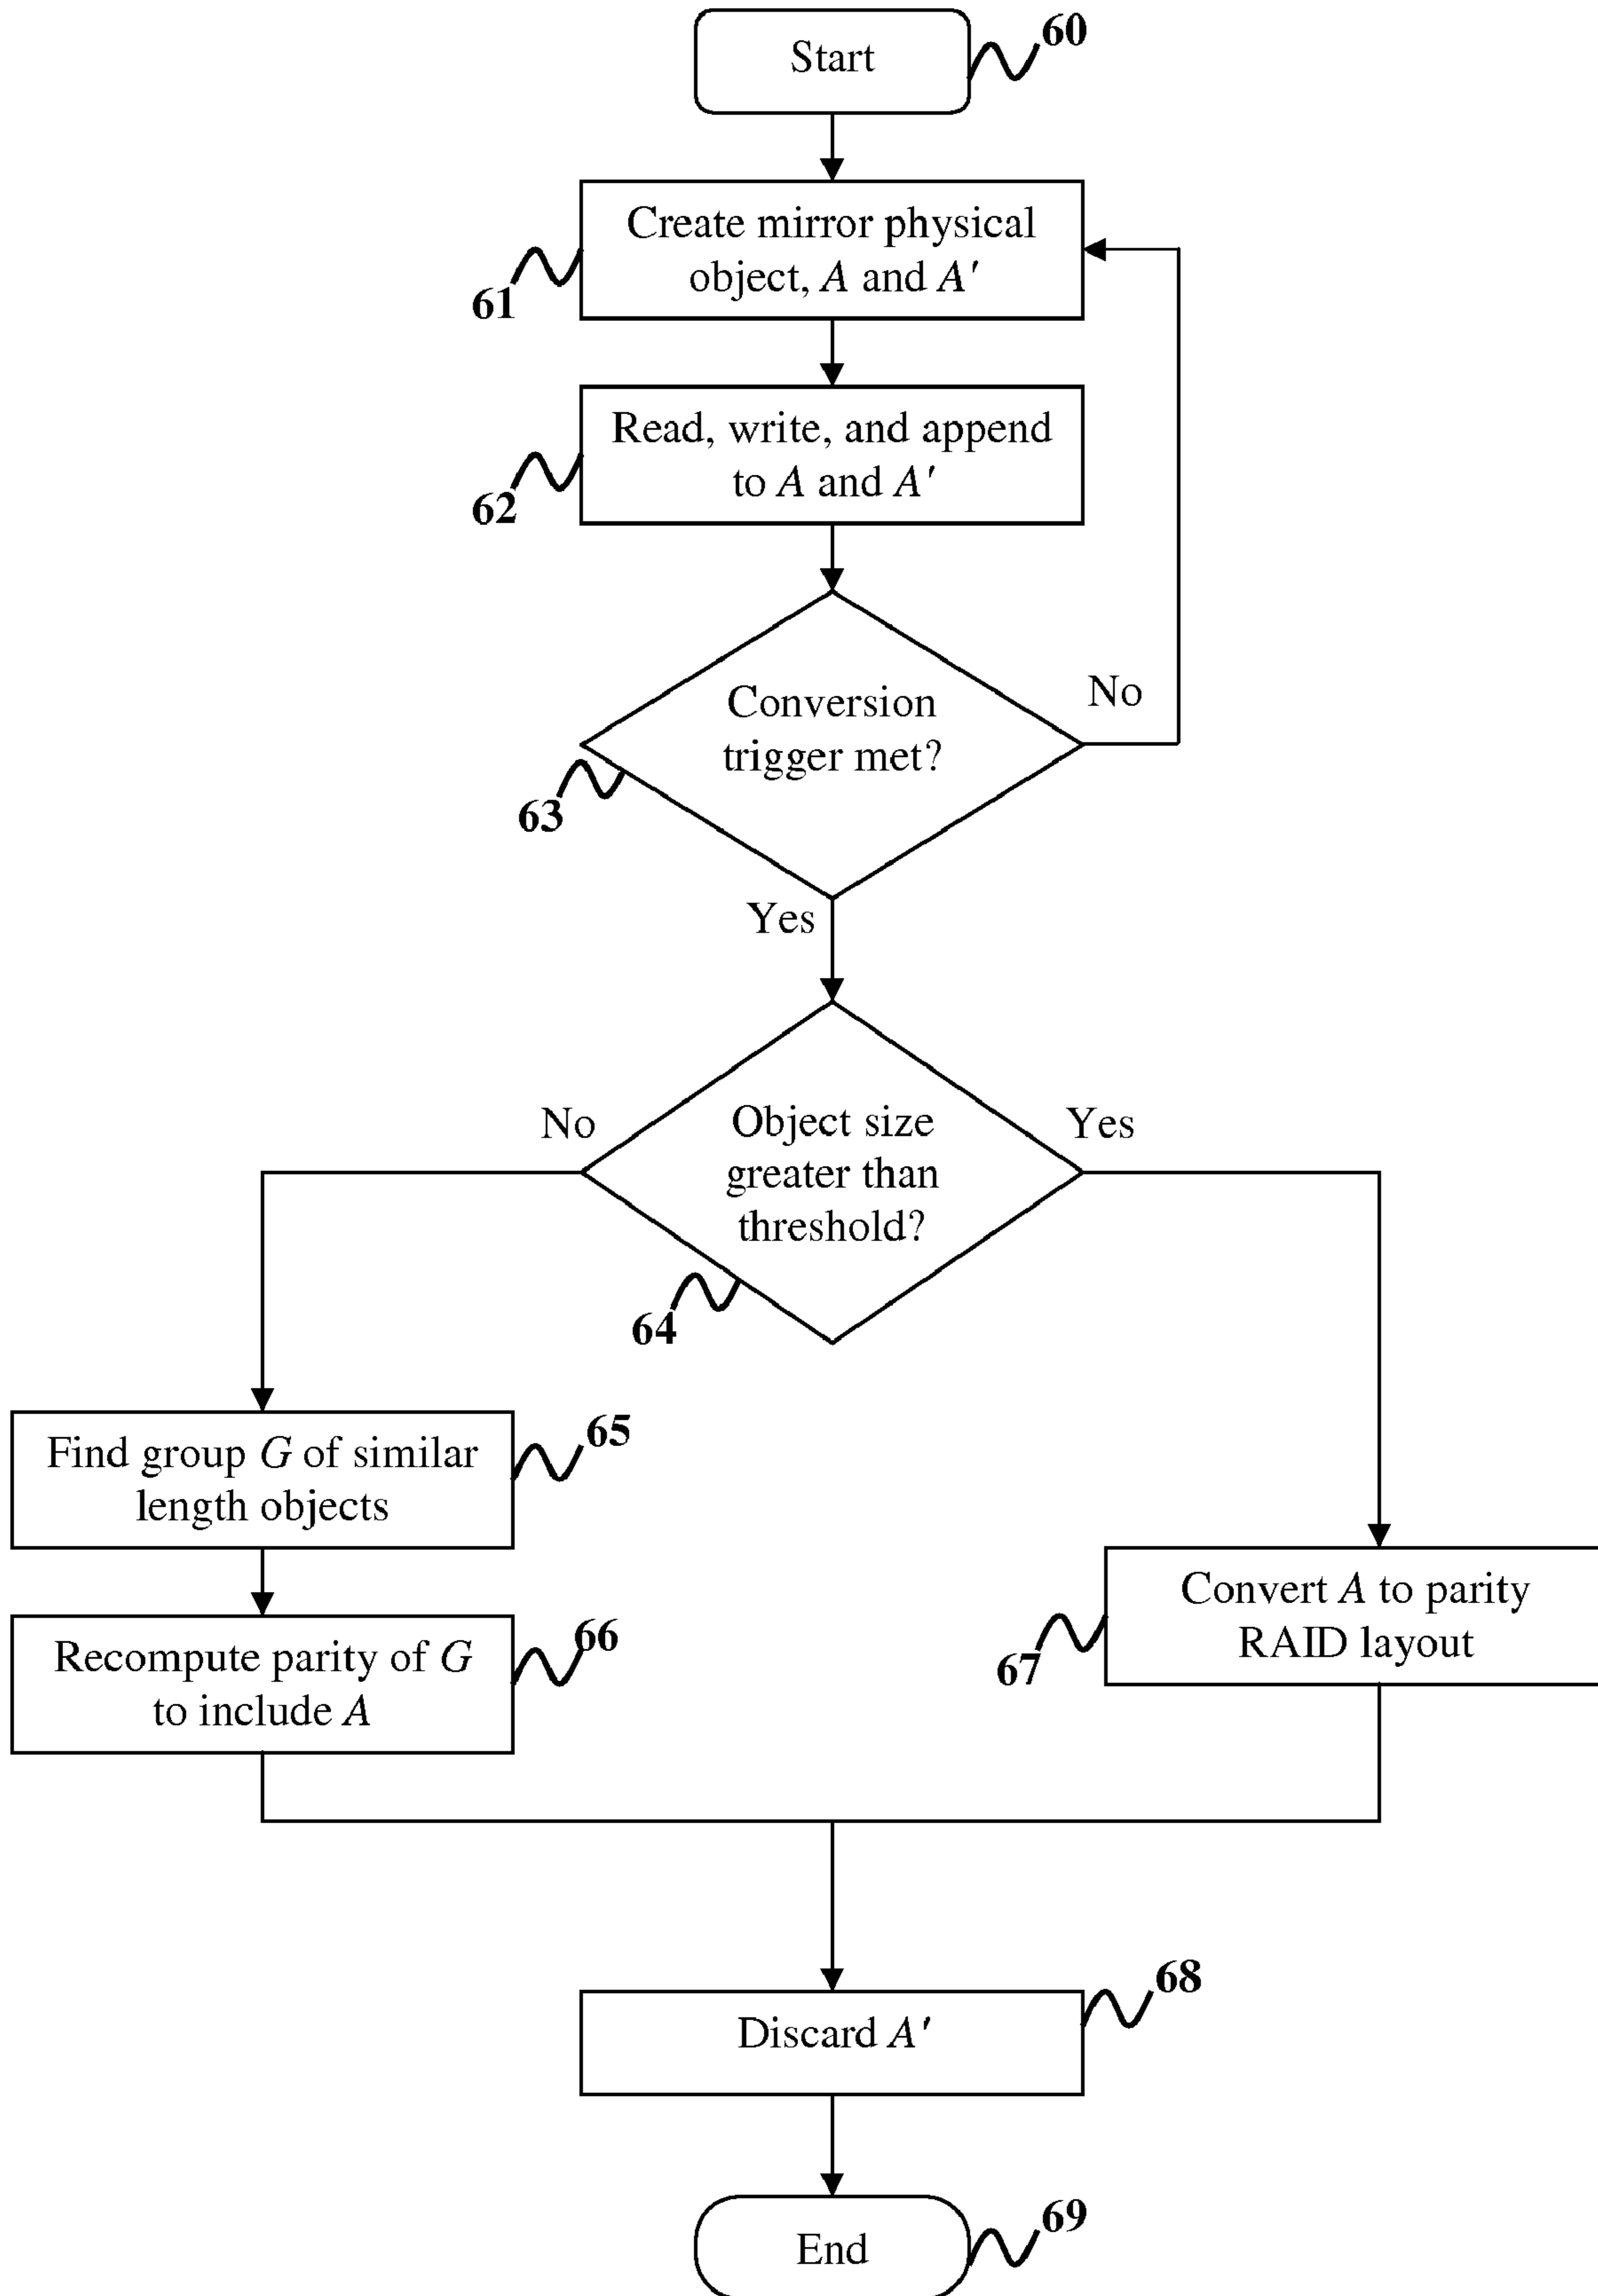 Start
60
Create mirror physical
object, A and A′
61
Read, write, and append
to A and A′
62
Conversion
trigger met?
No
63
Yes
Object size
greater than
threshold?
No
Yes
64
Find group G of similar
length objects
65
Recompute parity of G
to include A
66
Convert A to parity
RAID layout
67
Discard A′
68
End
69